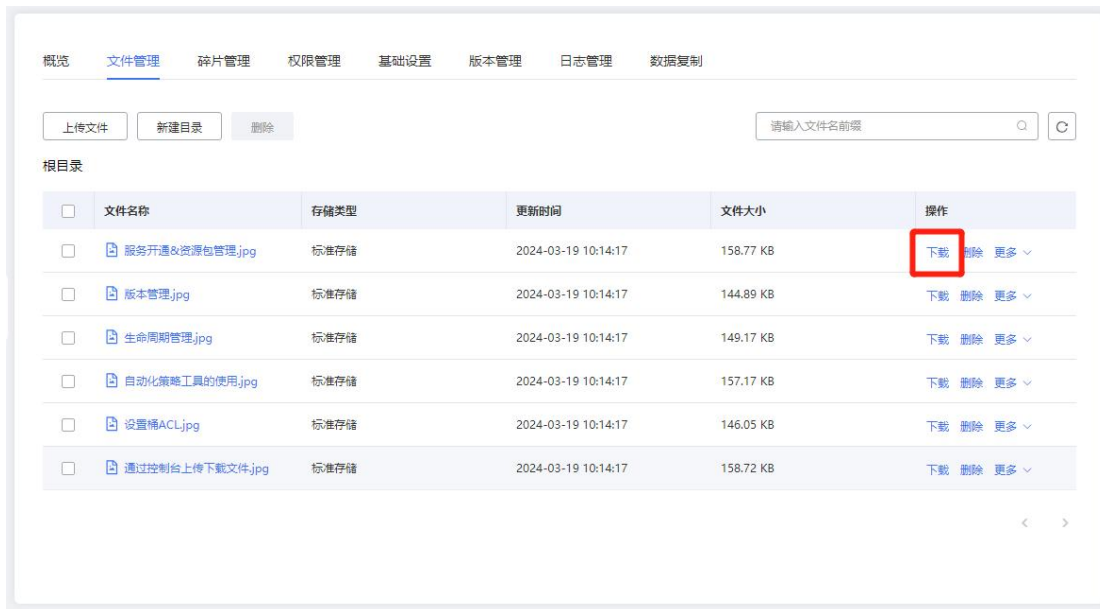 概览 文件管理 碎片管理 权限管理 基础设置 版本管理 日志管理 数据复制
上传文件 新建目录 删除 请输入文件名前缀
根目录
文件名称 存储类型 更新时间 文件大小 操作
服务开通&资源包管理.jpg 标准存储 2024-03-19 10:14:17 158.77 KB 下载 删除 更多
版本管理.jpg 标准存储 2024-03-19 10:14:17 144.89 KB 下载 删除 更多
生命周期管理.jpg 标准存储 2024-03-19 10:14:17 149.17 KB 下载 删除 更多
自动化策略工具的使用.jpg 标准存储 2024-03-19 10:14:17 157.17 KB 下载 删除 更多
设置桶ACL.jpg 标准存储 2024-03-19 10:14:17 146.05 KB 下载 删除 更多
通过控制台上传下载文件.jpg 标准存储 2024-03-19 10:14:17 158.72 KB 下载 删除 更多